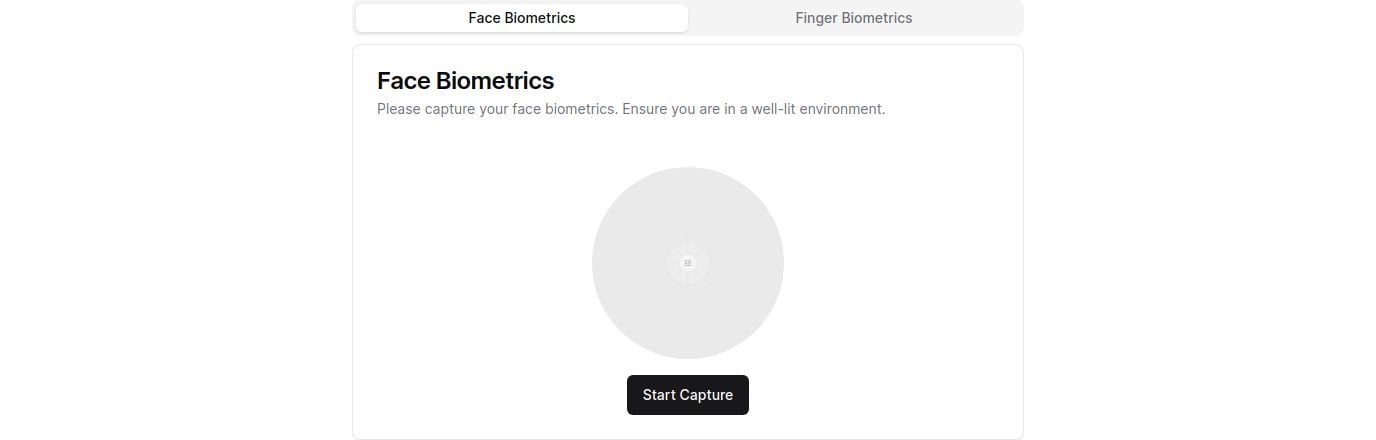 Face Biometrics
Finger Biometrics
Face Biometrics
Please capture your face biometrics. Ensure you are in a well-lit environment.
Start Capture